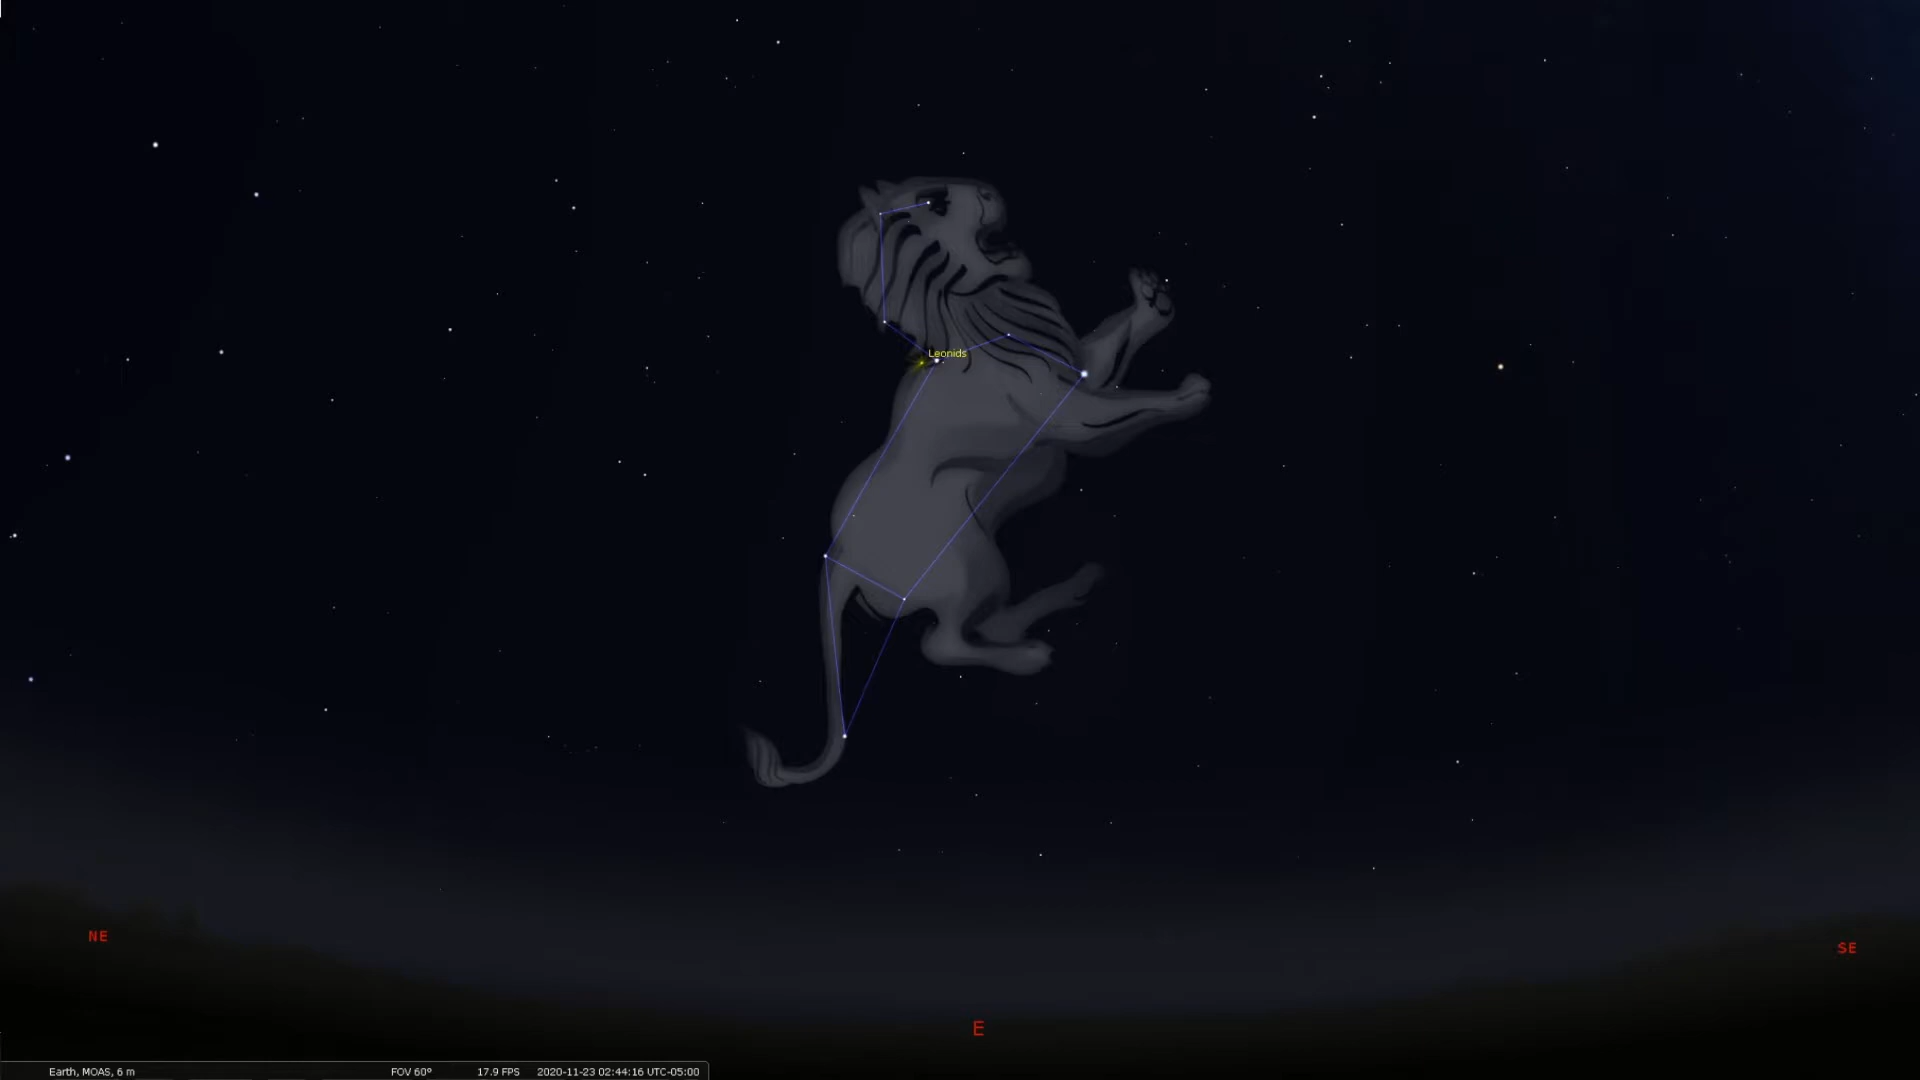 Leonids
NE
SE
E
Earth, MOAS, 6 m FOV 60° 17.9 FPS 2020-11-23 02:44:16 UTC-05:00